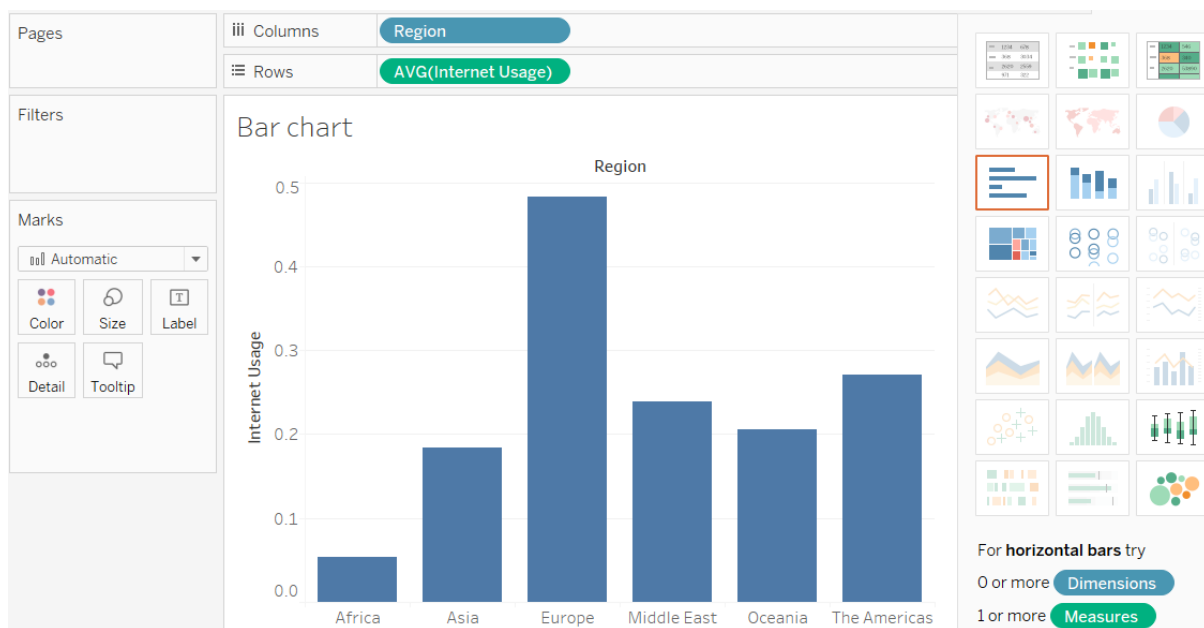 Pages
Columns
Region
Rows
AVG(Internet Usage)
Filters
Marks
Automatic
Color
Size
Label
Detail
Tooltip
Bar chart
Region
Internet Usage
0.5
0.4
0.3
0.2
0.1
0.0
Africa
Asia
Europe
Middle East
Oceania
The Americas
For horizontal bars try
0 or more Dimensions
1 or more Measures